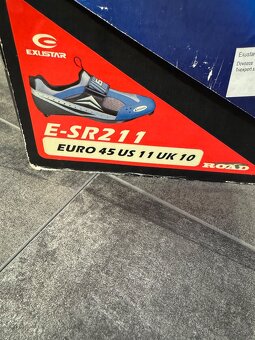 EXUSTAR
E-SR211
EURO 45 US 11 UK 10
ROAD